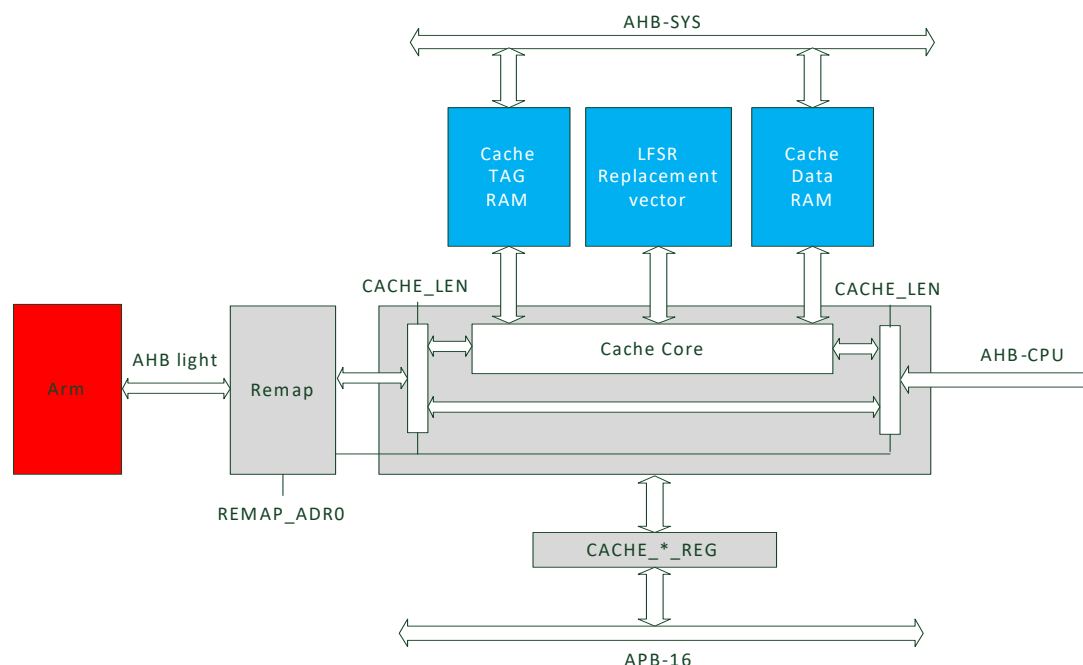 AHB-SYS
Cache
TAG
RAM
LFSR
Replacement
vector
Cache
Data
RAM
CACHE_LEN
CACHE_LEN
Arm
AHB light
Remap
Cache Core
AHB-CPU
REMAP_ADR0
CACHE_*_REG
APB-16